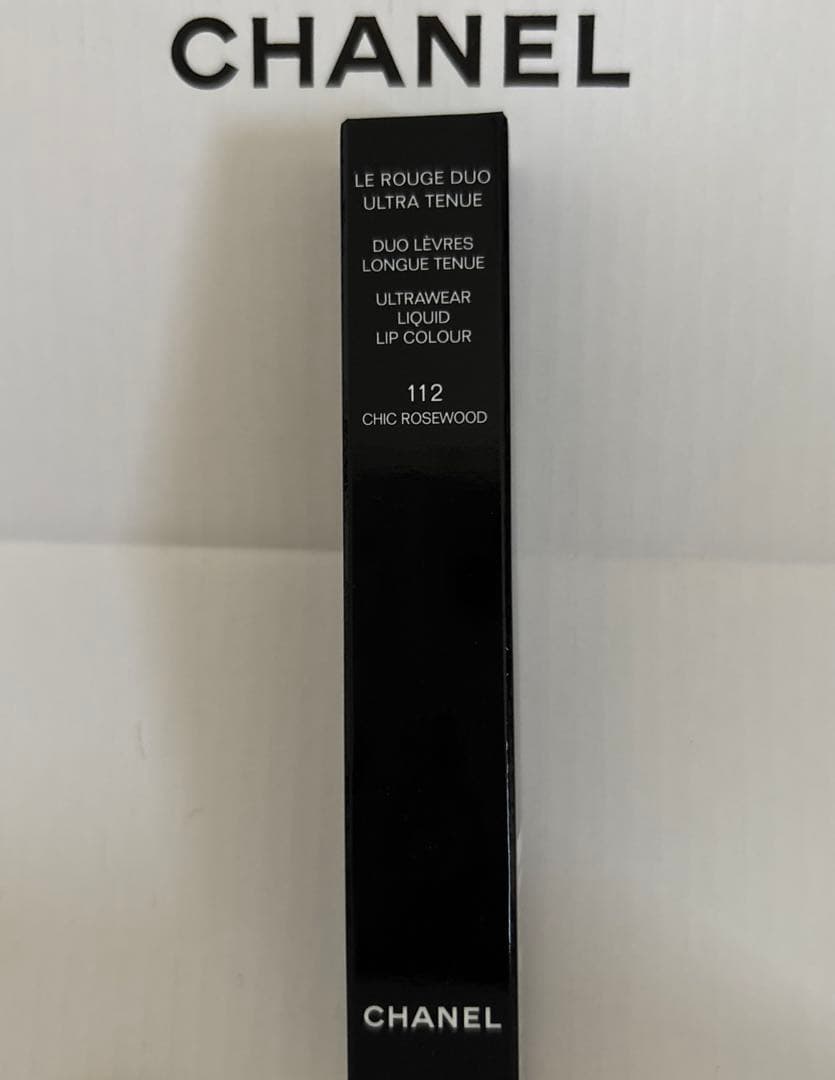 CHANEL
LE ROUGE DUO
ULTRA TENUE
DUO LÈVRES
LONGUE TENUE
ULTRAWEAR
LIQUID
LIP COLOUR
112
CHIC ROSEWOOD
CHANEL